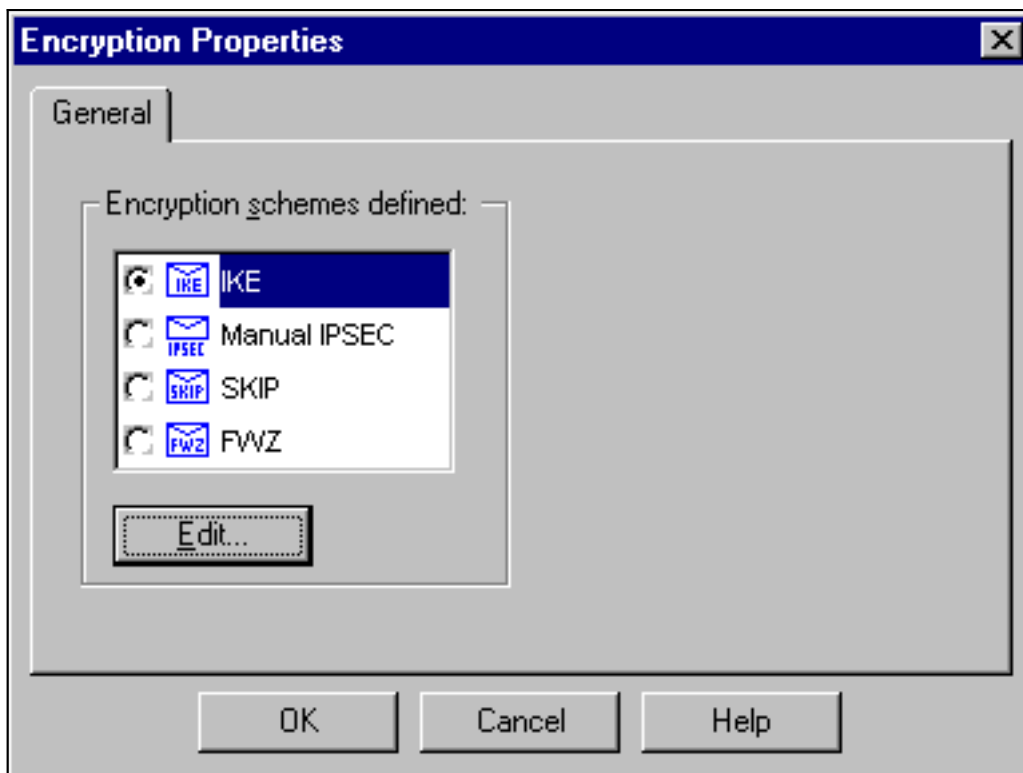 Encryption Properties
General
Encryption schemes defined:
IKE IKE
IPSEC Manual IPSEC
SKIP SKIP
FWZ FWZ
Edit...
OK Cancel Help